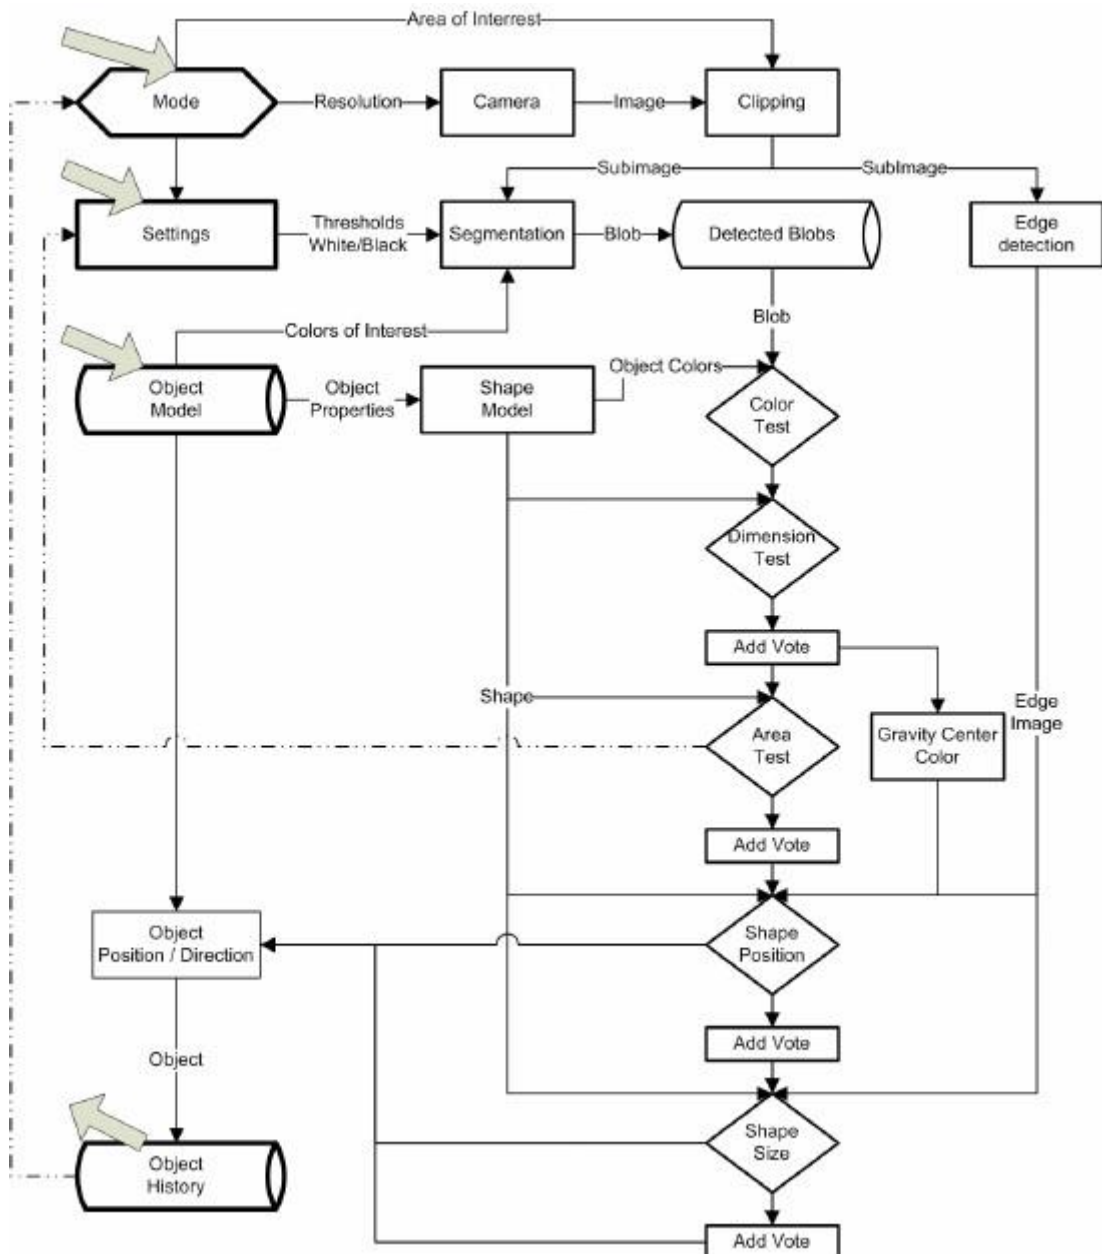 Area of Interrest
Mode
Resolution
Camera
Image
Clipping
Subimage
SubImage
Settings
Thresholds
White/Black
Segmentation
Blob
Detected Blobs
Edge
detection
Colors of Interest
Blob
Object
Model
Object
Properties
Shape
Model
Object Colors
Color
Test
Dimension
Test
Add Vote
Shape
Area
Test
Gravity Center
Color
Edge
Image
Add Vote
Object
Position / Direction
Shape
Position
Add Vote
Object
Shape
Size
Object
History
Add Vote